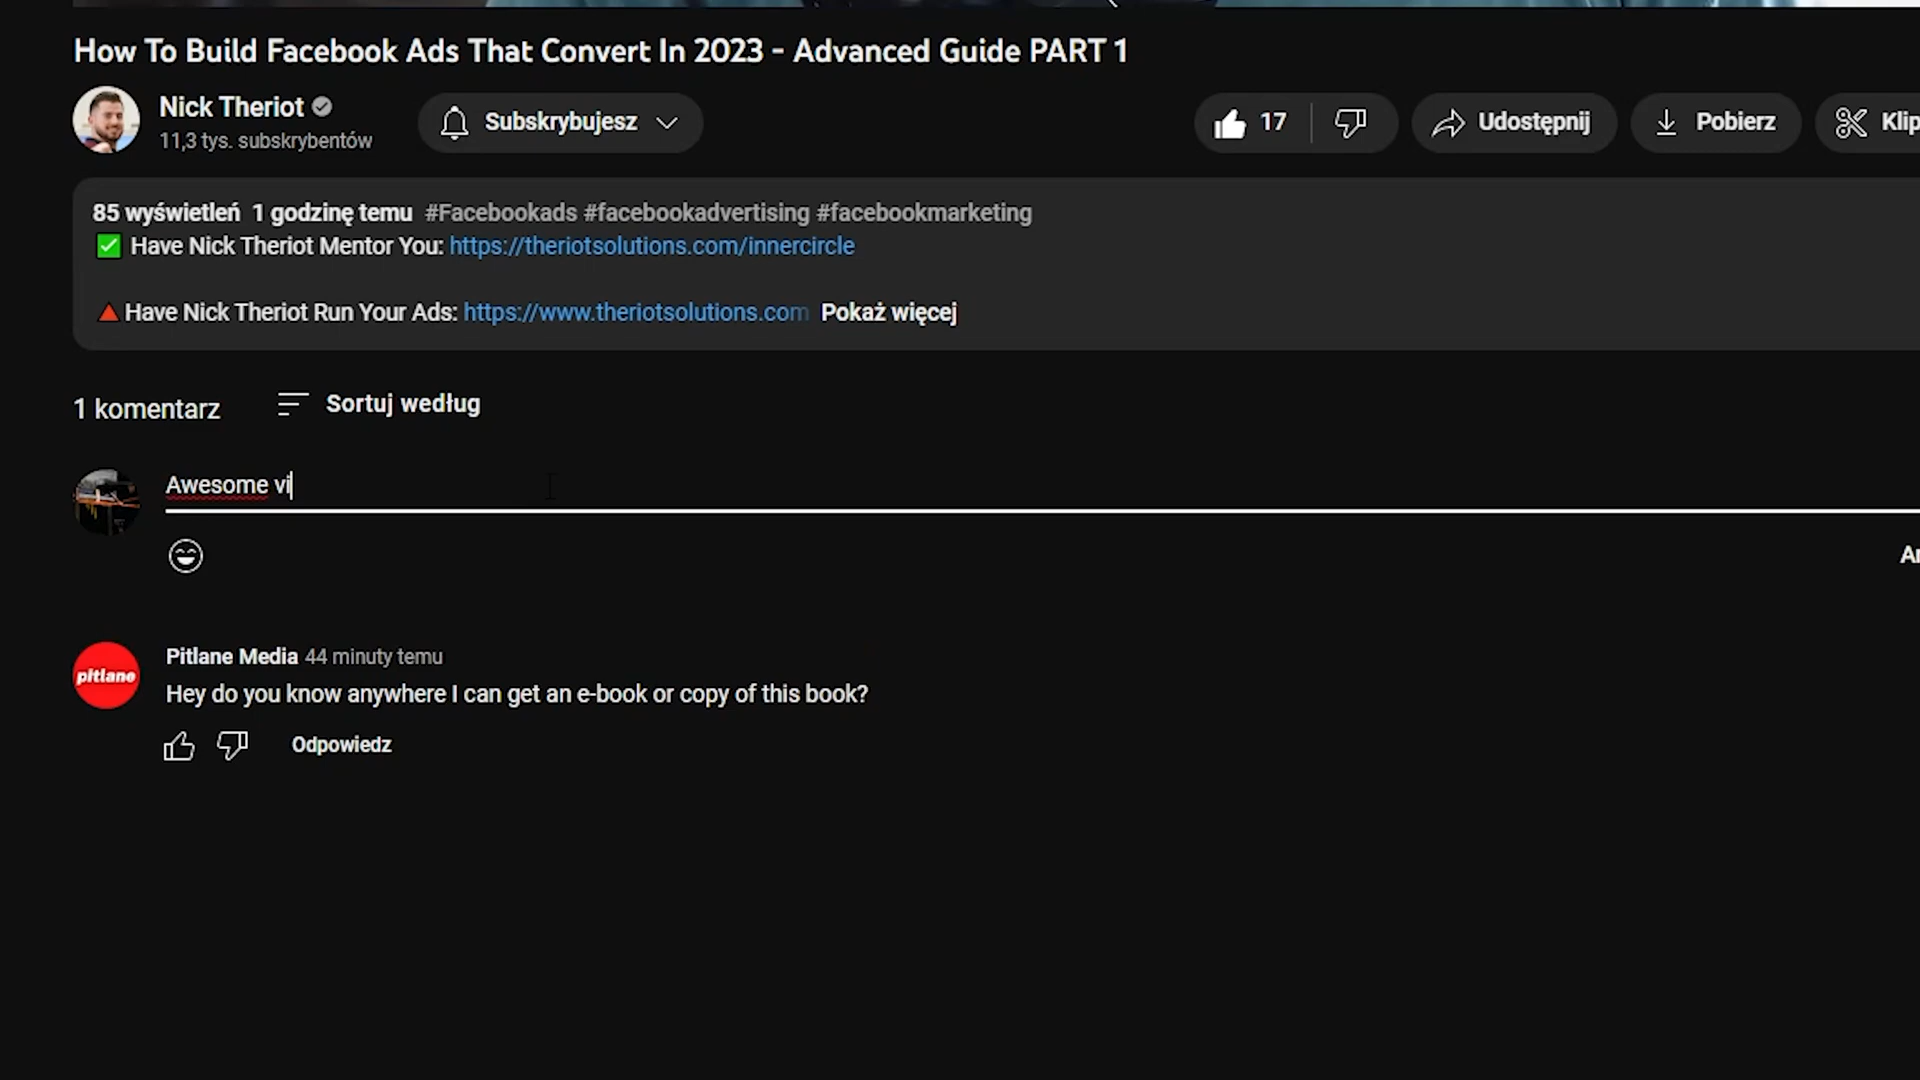 How To Build Facebook Ads That Convert In 2023 - Advanced Guide PART 1
Nick Theriot
11,3 tys. subskrybentów
Subskrybujesz
17
Udostępnij
Pobierz
Klip
85 wyświetleń 1 godzinę temu #Facebookads #facebookadvertising #facebookmarketing
✅ Have Nick Theriot Mentor You: https://theriotsolutions.com/innercircle
🔺Have Nick Theriot Run Your Ads: https://www.theriotsolutions.com Pokaż więcej
1 komentarz
Sortuj według
Awesome vi
pitlane
Pitlane Media 44 minuty temu
Hey do you know anywhere I can get an e-book or copy of this book?
Odpowiedz